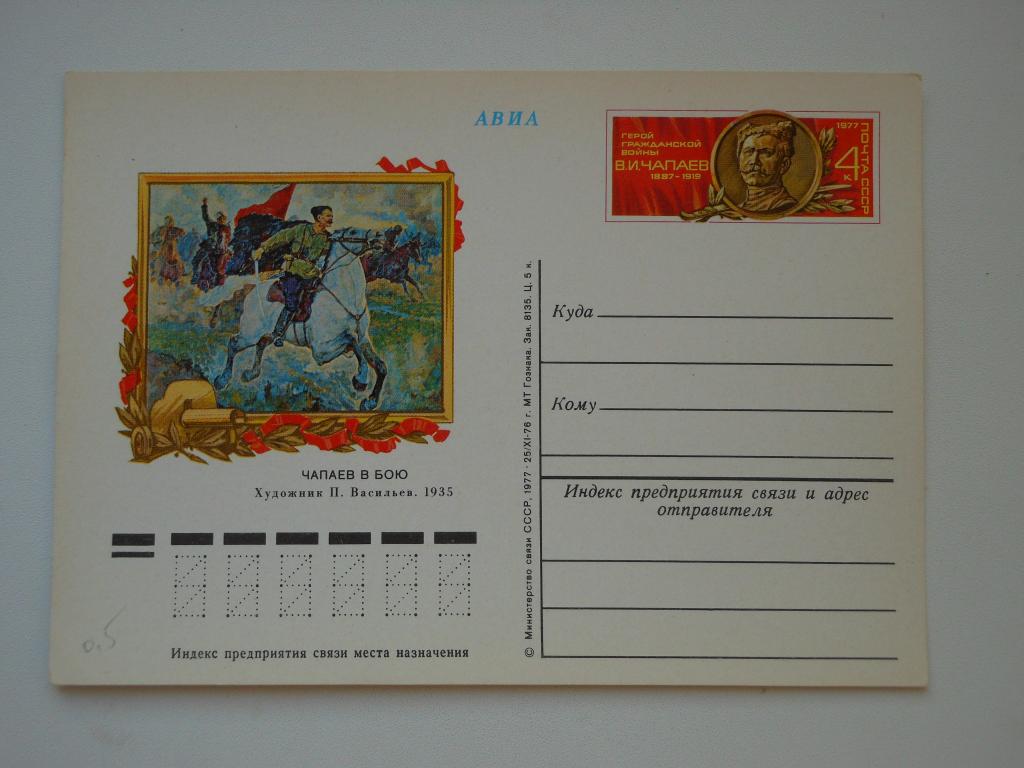 АВИА
ГЕРОЙ
ГРАЖДАНСКОЙ
ВОЙНЫ
В.И.ЧАПАЕВ
1887-1919
1977
4 к
ПОЧТА СССР
ЧАПАЕВ В БОЮ
Художник П. Васильев. 1935
Индекс предприятия связи места назначения
0.5
© Министерство связи СССР, 1977 · 25/XI-76 г. МТ Гознака. Зак. 8135. Ц. 5 к.
Куда
Кому
Индекс предприятия связи и адрес
отправителя